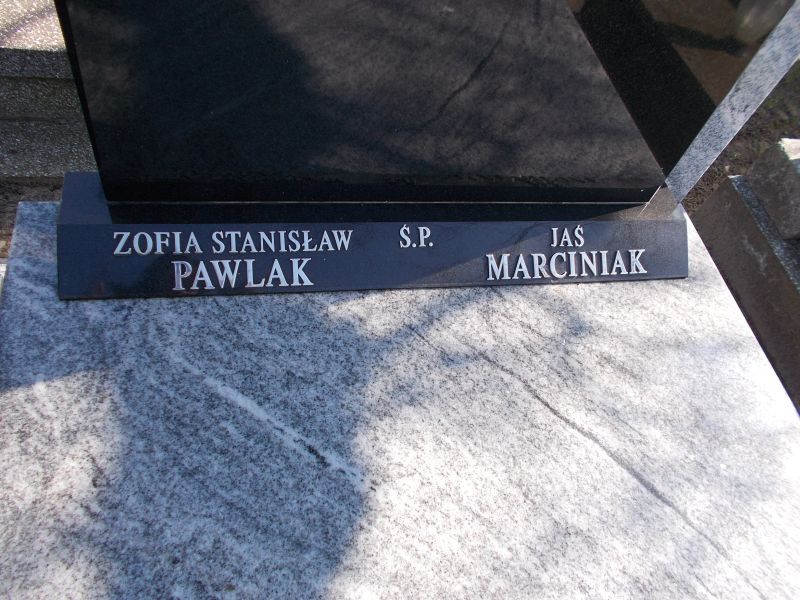 ZOFIA STANISŁAW Ś.P. JAŚ
PAWLAK MARCINIAK